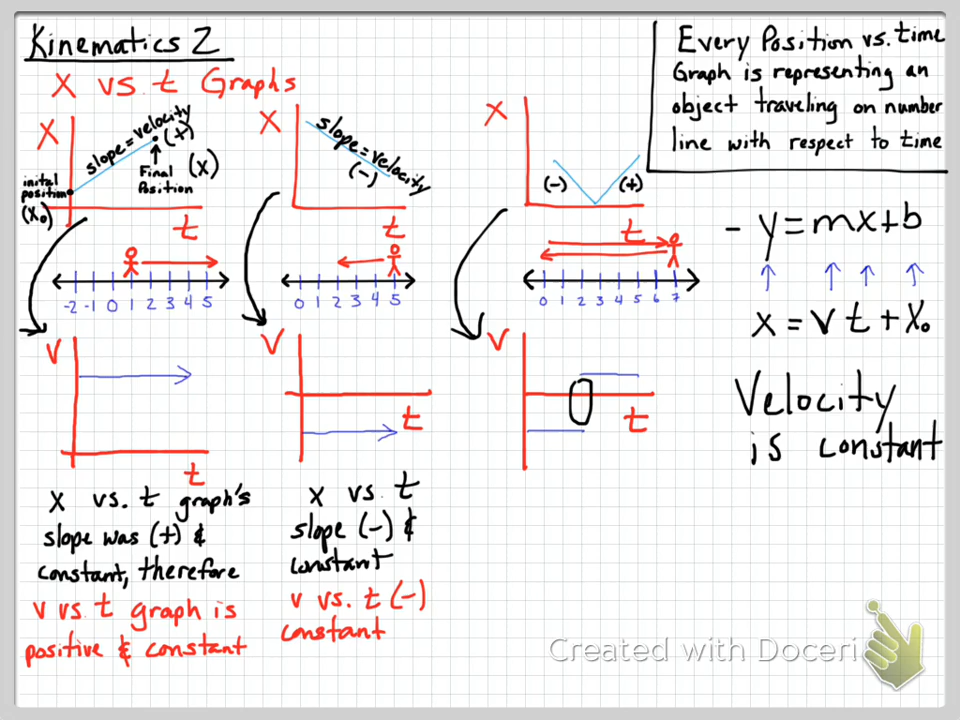 Kinematics 2
X vs. t Graphs
Every Position vs. time
Graph is representing an
object traveling on number
line with respect to time
X
slope = velocity
(+)
Final
Position
(X)
inital
position
(X₀)
t
-2 -1 0 1 2 3 4 5
V
t
X vs. t graph's
slope was (+) &
constant, therefore
v vs. t graph is
positive & constant
X
slope = velocity
(-)
t
0 1 2 3 4 5
V
t
X vs. t
slope (-) &
constant
v vs. t (-)
constant
X
(-) (+)
t
0 1 2 3 4 5 6 7
V
t
- y = mx + b
x = v t + X₀
Velocity
is constant
Created with Doceri